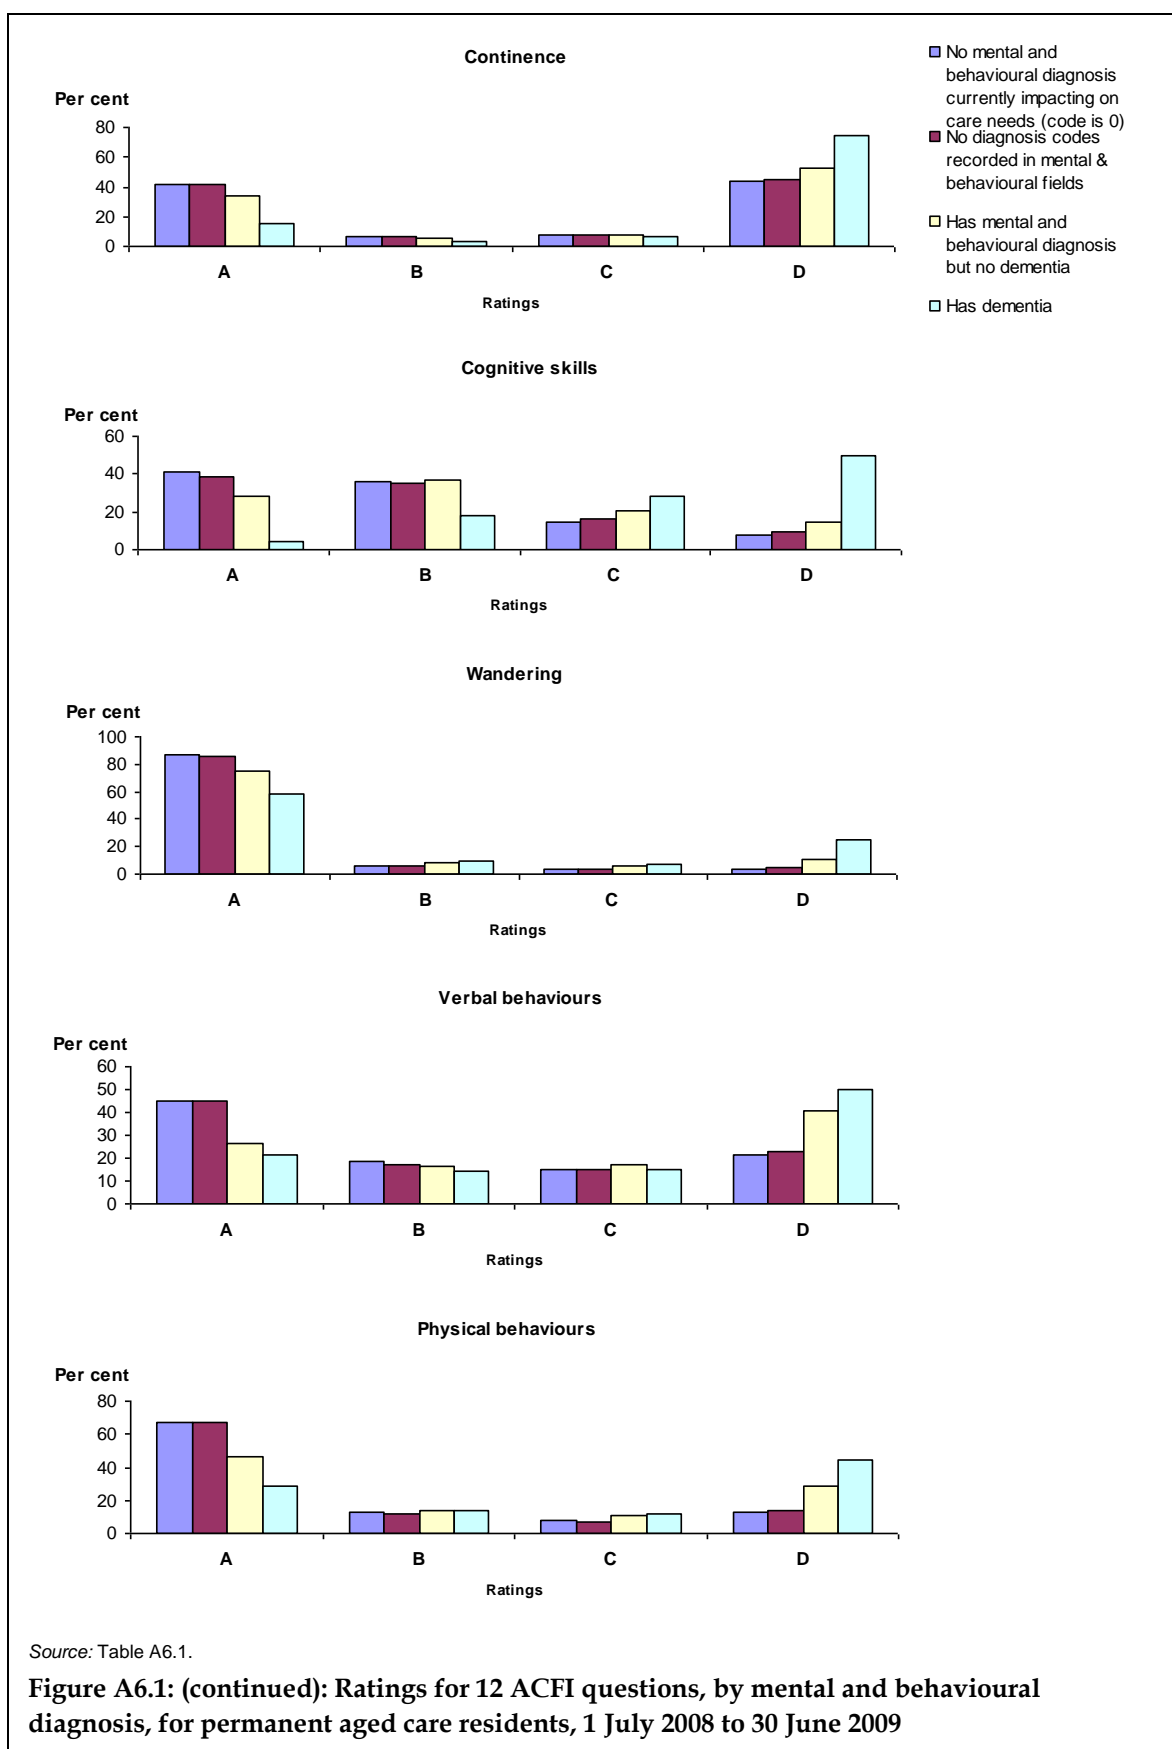 Continence
Per cent
80
60
40
20
0
A B C D
Ratings
No mental and
behavioural diagnosis
currently impacting on
care needs (code is 0)
No diagnosis codes
recorded in mental &
behavioural fields
Has mental and
behavioural diagnosis
but no dementia
Has dementia
Cognitive skills
Per cent
60
40
20
0
A B C D
Ratings
Wandering
Per cent
100
80
60
40
20
0
A B C D
Ratings
Verbal behaviours
Per cent
60
50
40
30
20
10
0
A B C D
Ratings
Physical behaviours
Per cent
80
60
40
20
0
A B C D
Ratings
Source: Table A6.1.
Figure A6.1: (continued): Ratings for 12 ACFI questions, by mental and behavioural
diagnosis, for permanent aged care residents, 1 July 2008 to 30 June 2009